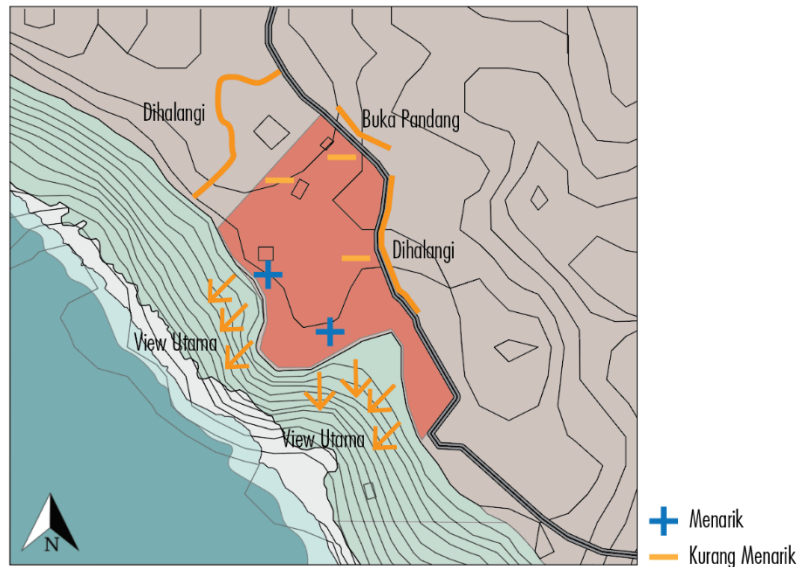 Dihalangi
Buka Pandang
Dihalangi
View Utama
View Utama
N
Menarik
Kurang Menarik